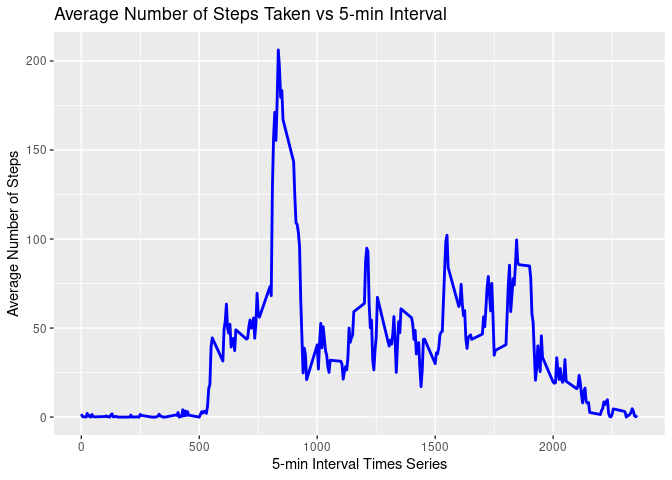 Average Number of Steps Taken vs 5-min Interval
Average Number of Steps
200
150
100
50
0
0 500 1000 1500 2000
5-min Interval Times Series